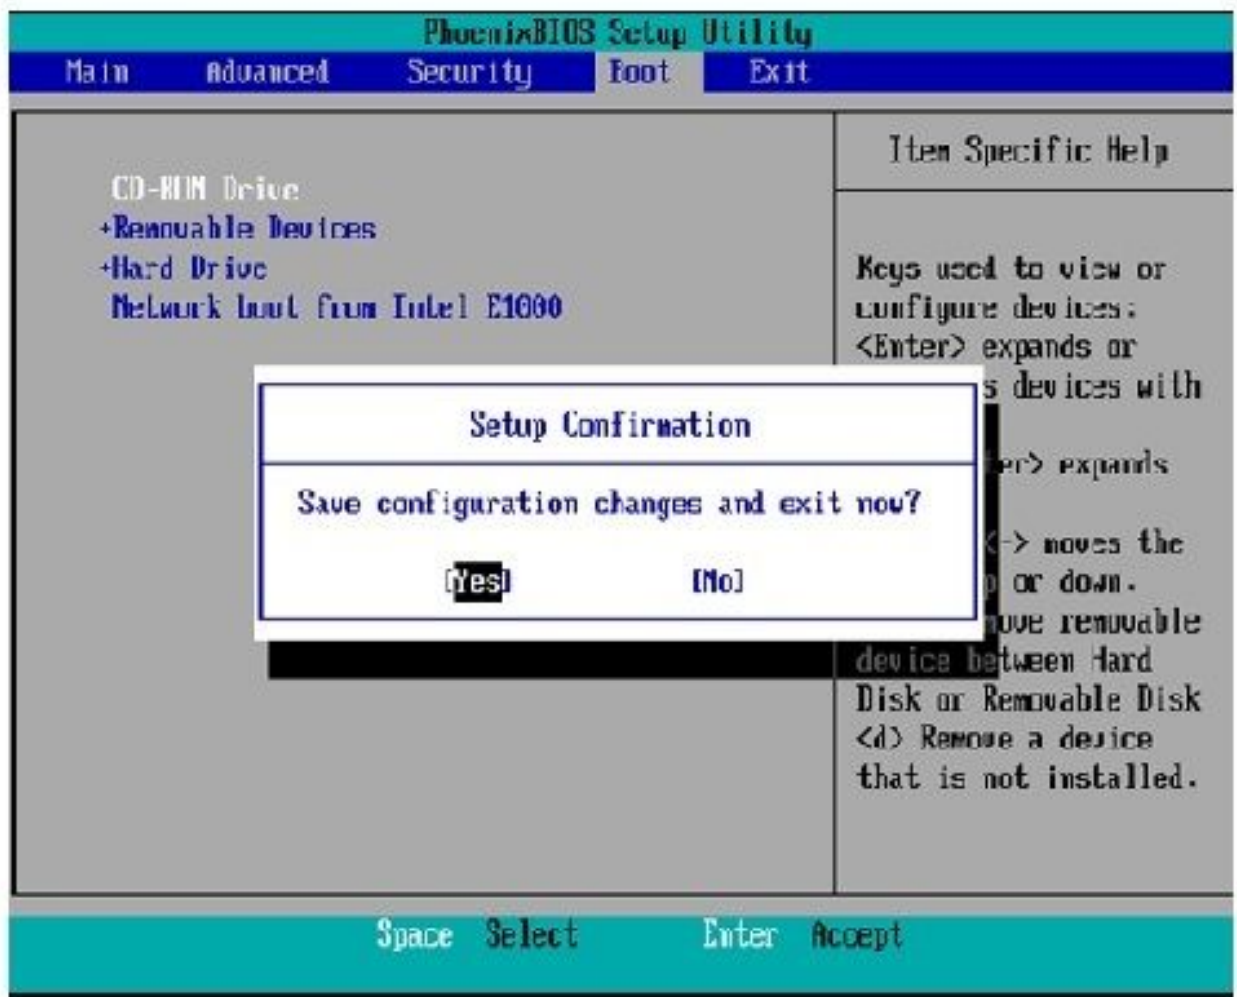 PhoenixBIOS Setup Utility
Main Advanced Security Boot Exit
CD-ROM Drive
+Removable Devices
+Hard Drive
Network boot from Intel E1000
Item Specific Help
Keys used to view or
configure devices:
<Enter> expands or
devices with
expands
<-> moves the
or down.
removable
device between Hard
Disk or Removable Disk
<d> Remove a device
that is not installed.
Setup Confirmation
Save configuration changes and exit now?
[Yes] [No]
Space Select Enter Accept